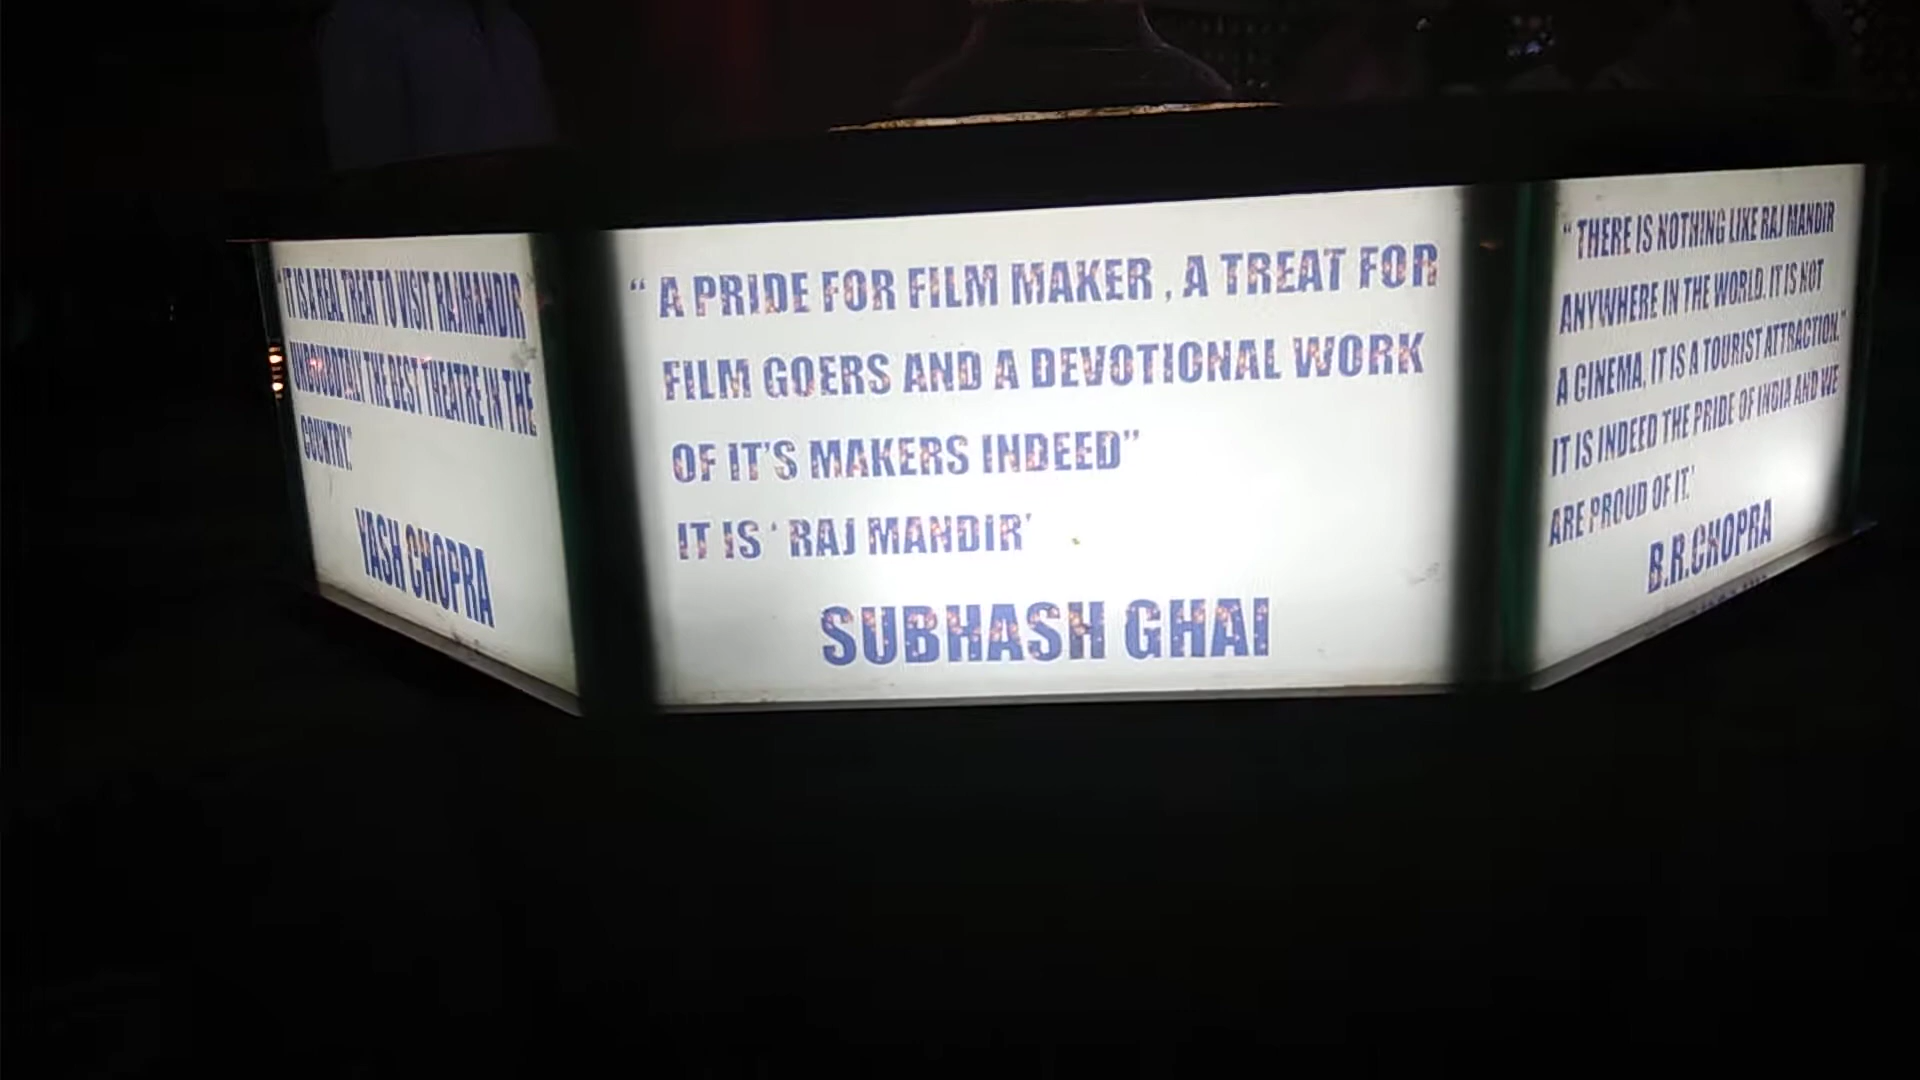 “ IT IS A REAL TREAT TO VISIT RAJMANDIR
UNDOUBDTELY THE BEST THEATRE IN THE
COUNTRY.”
YASH CHOPRA
“ A PRIDE FOR FILM MAKER , A TREAT FOR
FILM GOERS AND A DEVOTIONAL WORK
OF IT’S MAKERS INDEED”
IT IS ‘ RAJ MANDIR’
SUBHASH GHAI
“ THERE IS NOTHING LIKE RAJ MANDIR
ANYWHERE IN THE WORLD. IT IS NOT
A CINEMA, IT IS A TOURIST ATTRACTION.”
IT IS INDEED THE PRIDE OF INDIA AND WE
ARE PROUD OF IT.’
B.R.CHOPRA